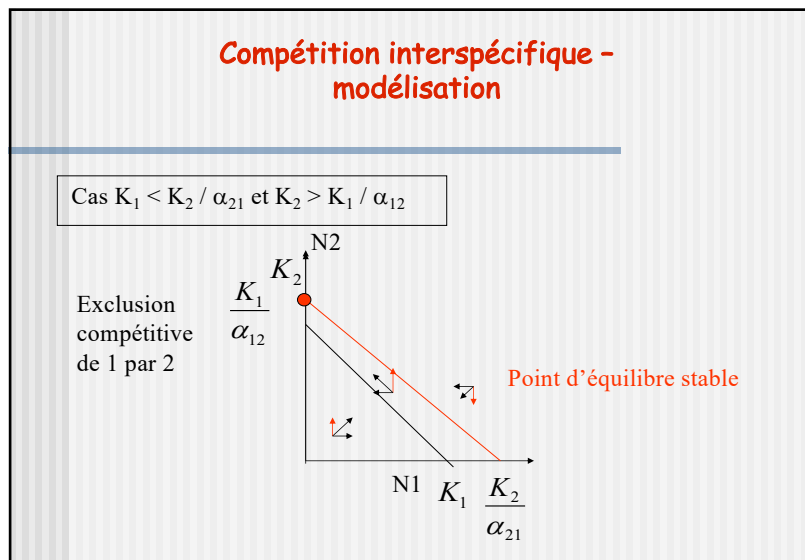 Compétition interspécifique –
modélisation
Cas K₁ < K₂ / α₂₁ et K₂ > K₁ / α₁₂
N2
K₂
K₁
α₁₂
Exclusion
compétitive
de 1 par 2
Point d'équilibre stable
N1
K₁
K₂
α₂₁